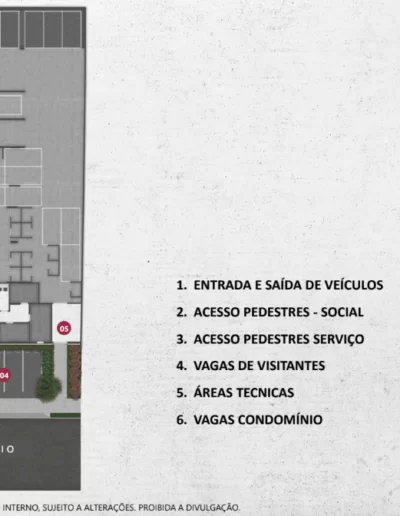 1. ENTRADA E SAÍDA DE VEÍCULOS
2. ACESSO PEDESTRES - SOCIAL
3. ACESSO PEDESTRES SERVIÇO
05
4. VAGAS DE VISITANTES
04
5. ÁREAS TECNICAS
6. VAGAS CONDOMÍNIO
I O
INTERNO, SUJEITO A ALTERAÇÕES. PROIBIDA A DIVULGAÇÃO.